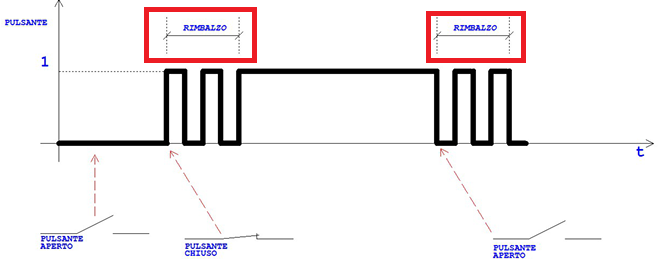 PULSANTE
RIMBALZO
RIMBALZO
1
t
PULSANTE
APERTO
PULSANTE
CHIUSO
PULSANTE
APERTO